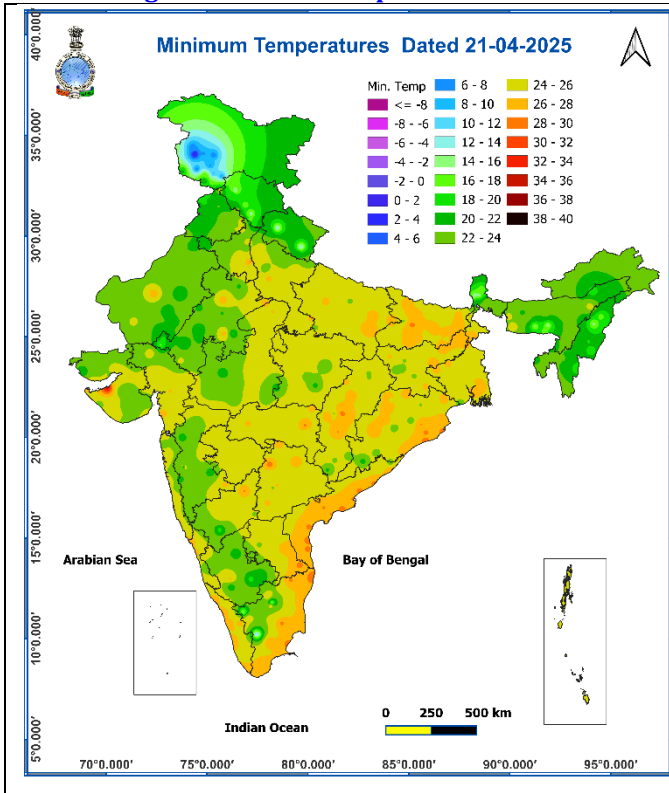 Minimum Temperatures Dated 21-04-2025
Min. Temp
<= -8
-8 - -6
-6 - -4
-4 - -2
-2 - 0
0 - 2
2 - 4
4 - 6
6 - 8
8 - 10
10 - 12
12 - 14
14 - 16
16 - 18
18 - 20
20 - 22
22 - 24
24 - 26
26 - 28
28 - 30
30 - 32
32 - 34
34 - 36
36 - 38
38 - 40
40°0.000'
35°0.000'
30°0.000'
25°0.000'
20°0.000'
15°0.000'
10°0.000'
5°0.000'
Arabian Sea
Bay of Bengal
Indian Ocean
0 250 500 km
70°0.000' 75°0.000' 80°0.000' 85°0.000' 90°0.000' 95°0.000'